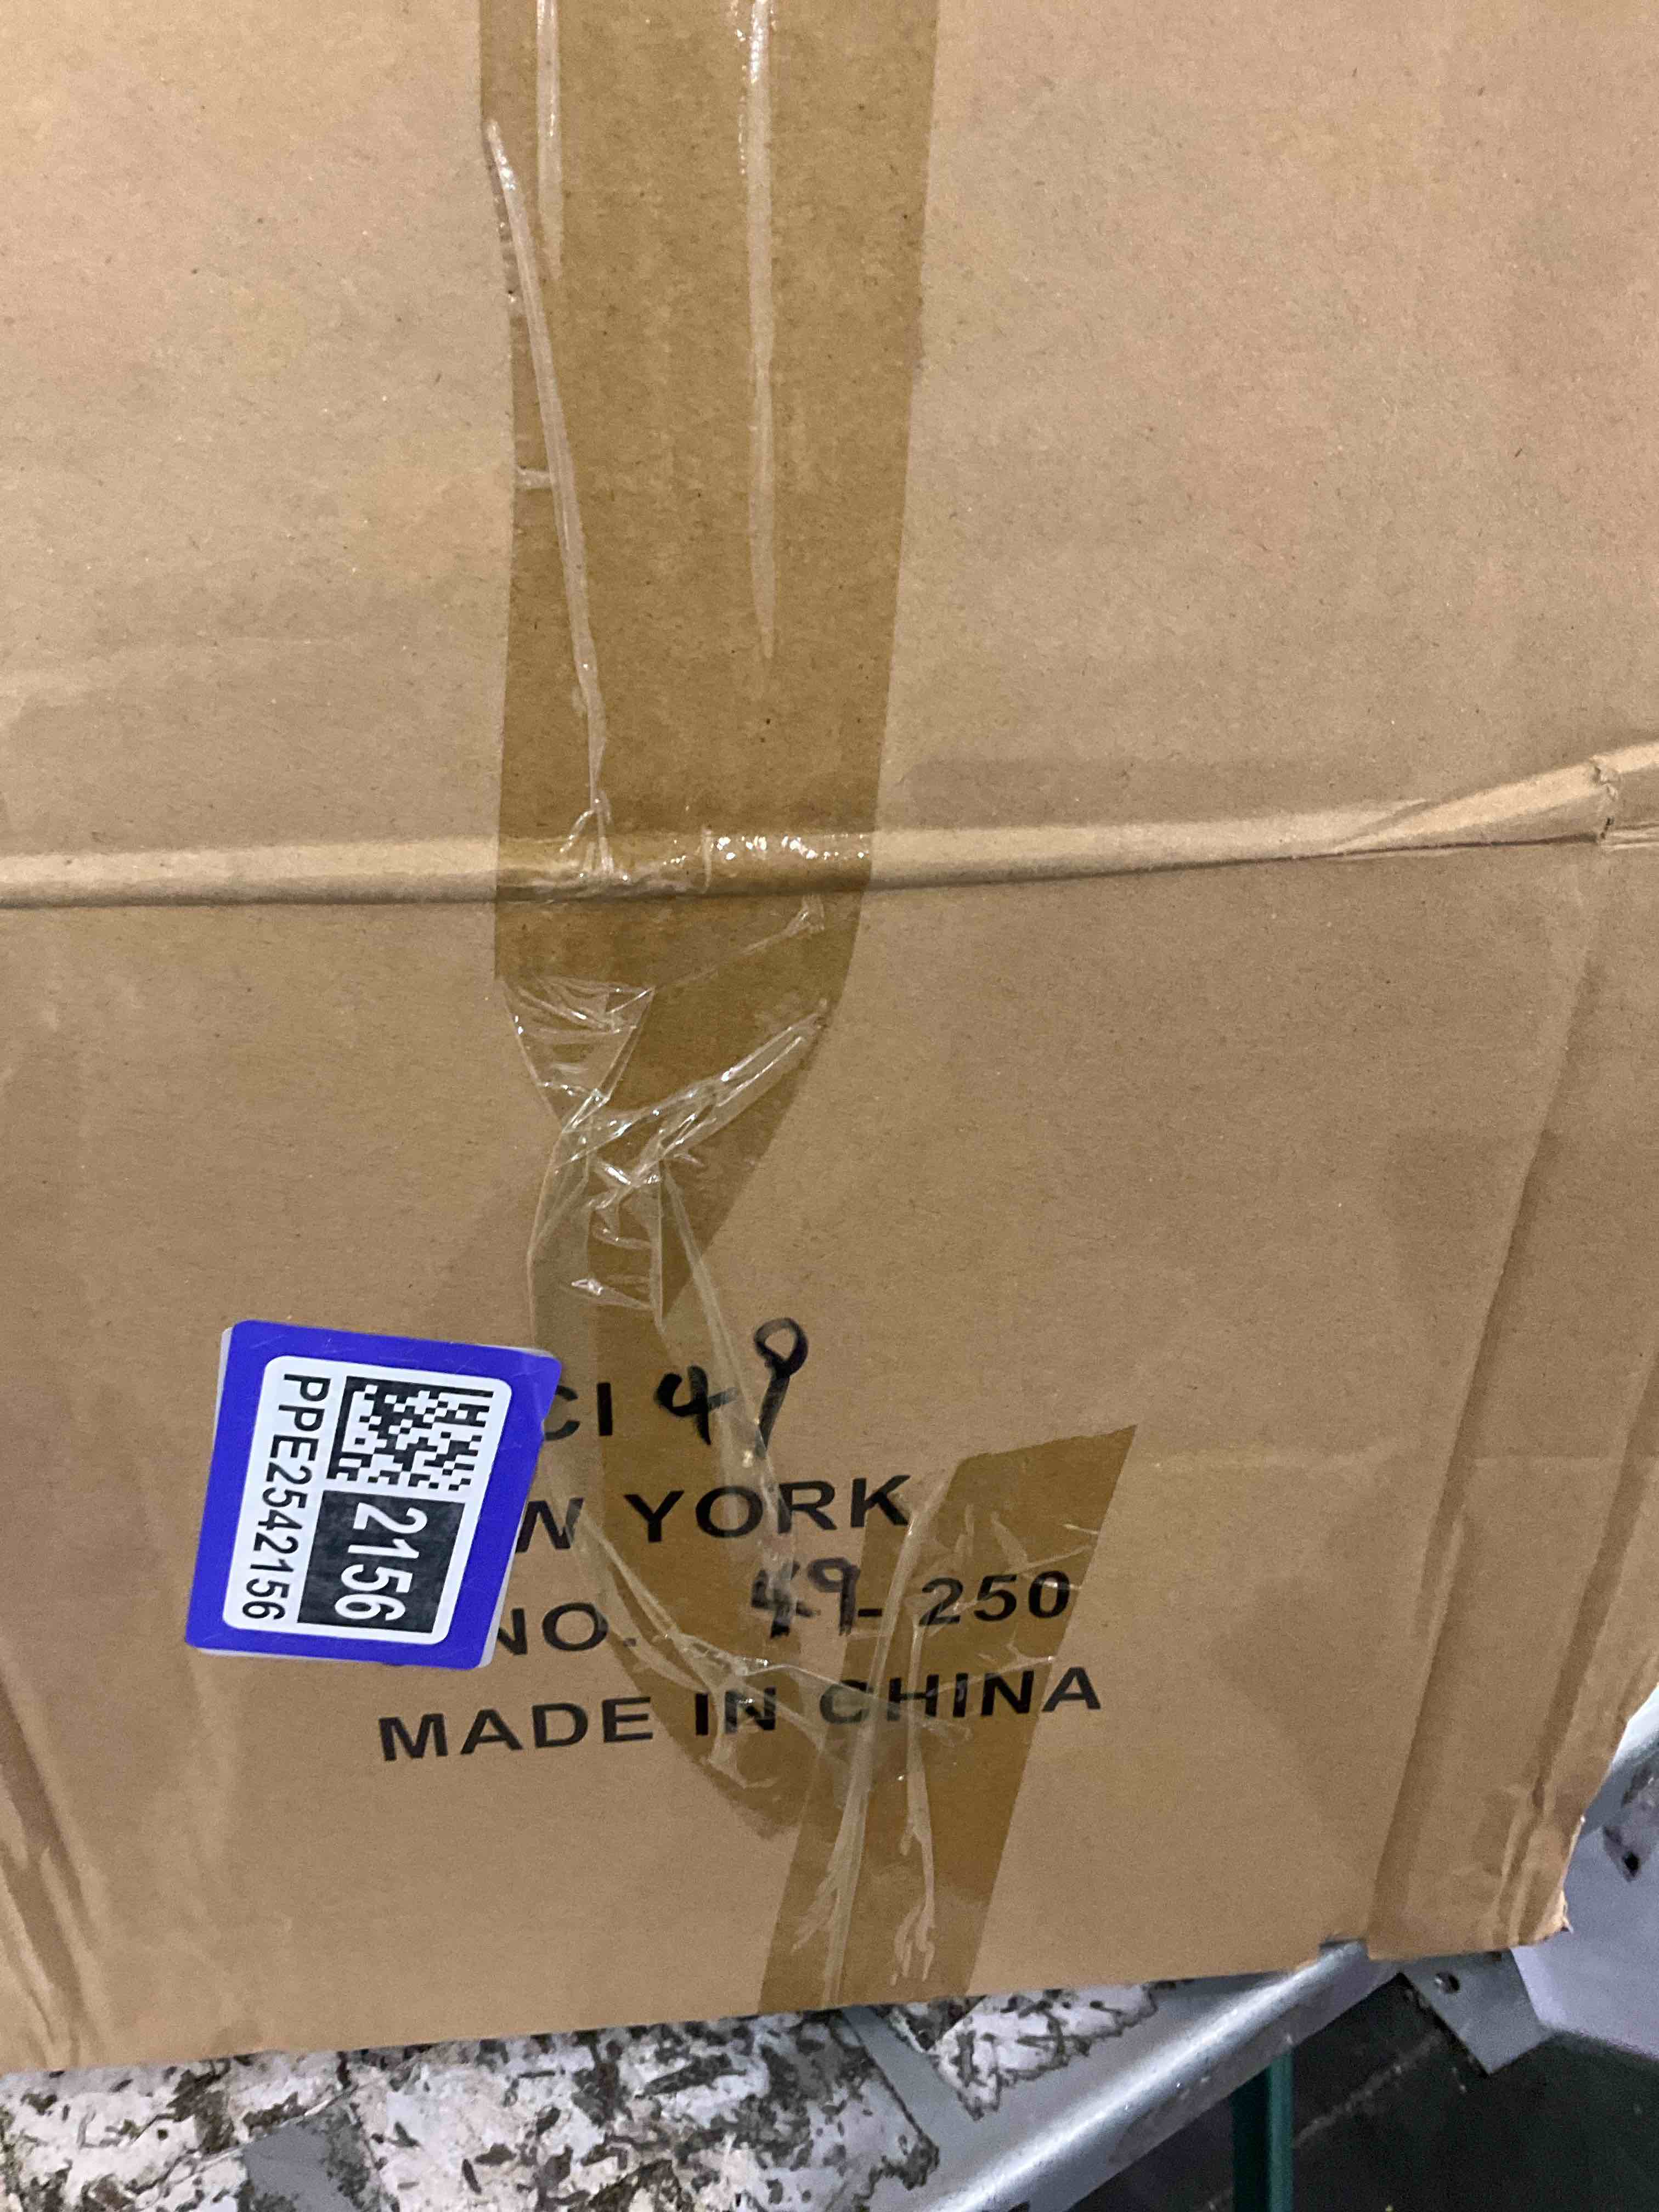 CI 49
W YORK
NO. 49- 250
MADE IN CHINA
2156
PPE2542156